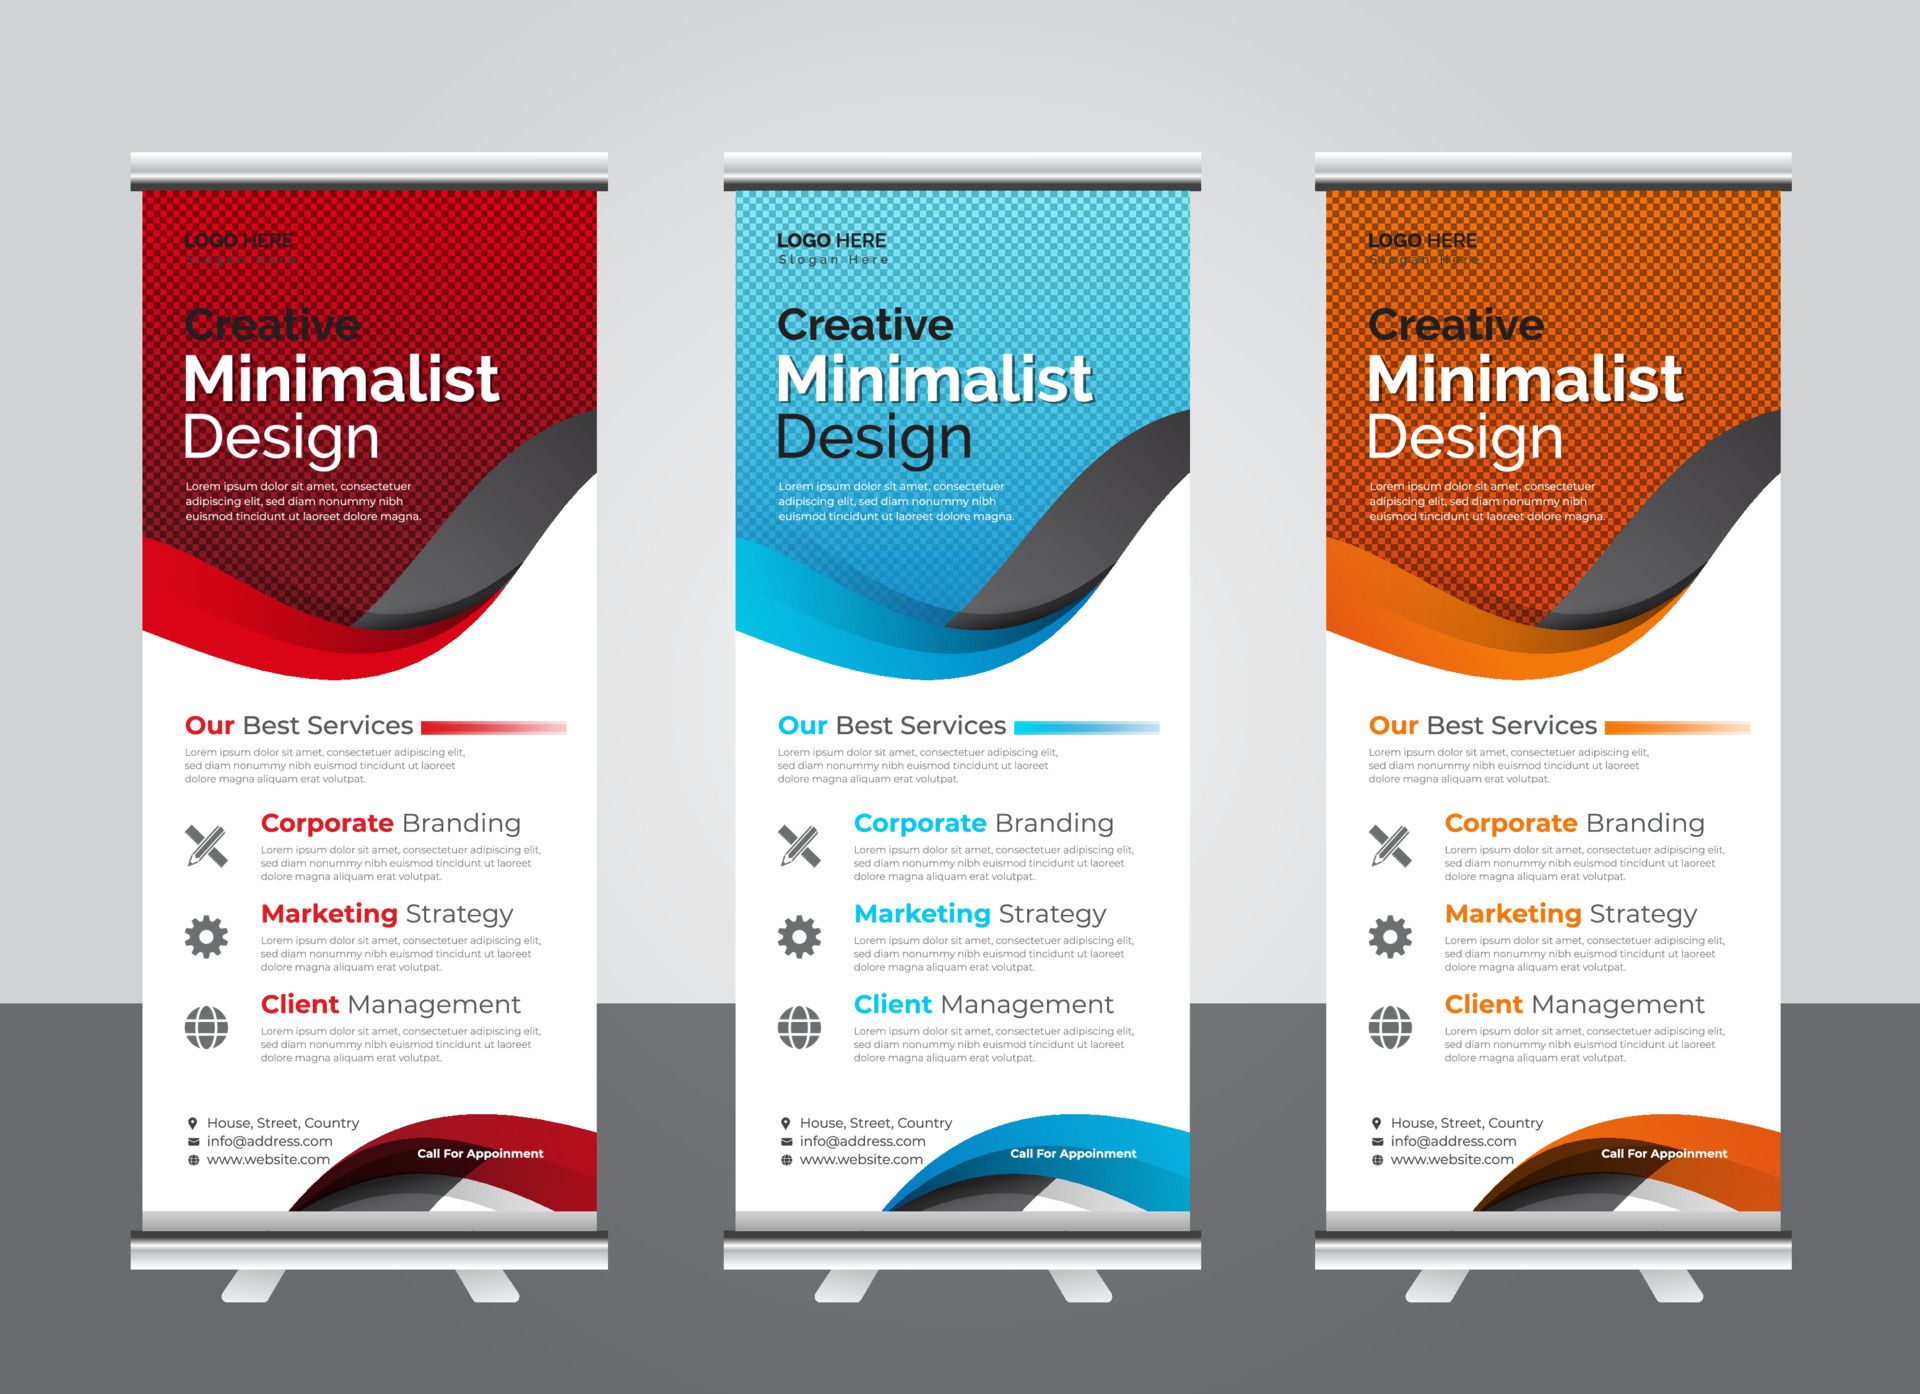 LOGO HERE
Slogan Here
Creative
Minimalist
Design
Lorem ipsum dolor sit amet, consectetuer
adipiscing elit, sed diam nonummy nibh
euismod tincidunt ut laoreet dolore magna.
Our Best Services
Lorem ipsum dolor sit amet, consectetuer adipiscing elit,
sed diam nonummy nibh euismod tincidunt ut laoreet
dolore magna aliquam erat volutpat.
Corporate Branding
Lorem ipsum dolor sit amet, consectetuer adipiscing elit,
sed diam nonummy nibh euismod tincidunt ut laoreet
dolore magna aliquam erat volutpat.
Marketing Strategy
Lorem ipsum dolor sit amet, consectetuer adipiscing elit,
sed diam nonummy nibh euismod tincidunt ut laoreet
dolore magna aliquam erat volutpat.
Client Management
Lorem ipsum dolor sit amet, consectetuer adipiscing elit,
sed diam nonummy nibh euismod tincidunt ut laoreet
dolore magna aliquam erat volutpat.
House, Street, Country
info@address.com
www.website.com
Call For Appoinment
LOGO HERE
Slogan Here
Creative
Minimalist
Design
Lorem ipsum dolor sit amet, consectetuer
adipiscing elit, sed diam nonummy nibh
euismod tincidunt ut laoreet dolore magna.
Our Best Services
Lorem ipsum dolor sit amet, consectetuer adipiscing elit,
sed diam nonummy nibh euismod tincidunt ut laoreet
dolore magna aliquam erat volutpat.
Corporate Branding
Lorem ipsum dolor sit amet, consectetuer adipiscing elit,
sed diam nonummy nibh euismod tincidunt ut laoreet
dolore magna aliquam erat volutpat.
Marketing Strategy
Lorem ipsum dolor sit amet, consectetuer adipiscing elit,
sed diam nonummy nibh euismod tincidunt ut laoreet
dolore magna aliquam erat volutpat.
Client Management
Lorem ipsum dolor sit amet, consectetuer adipiscing elit,
sed diam nonummy nibh euismod tincidunt ut laoreet
dolore magna aliquam erat volutpat.
House, Street, Country
info@address.com
www.website.com
Call For Appoinment
LOGO HERE
Slogan Here
Creative
Minimalist
Design
Lorem ipsum dolor sit amet, consectetuer
adipiscing elit, sed diam nonummy nibh
euismod tincidunt ut laoreet dolore magna.
Our Best Services
Lorem ipsum dolor sit amet, consectetuer adipiscing elit,
sed diam nonummy nibh euismod tincidunt ut laoreet
dolore magna aliquam erat volutpat.
Corporate Branding
Lorem ipsum dolor sit amet, consectetuer adipiscing elit,
sed diam nonummy nibh euismod tincidunt ut laoreet
dolore magna aliquam erat volutpat.
Marketing Strategy
Lorem ipsum dolor sit amet, consectetuer adipiscing elit,
sed diam nonummy nibh euismod tincidunt ut laoreet
dolore magna aliquam erat volutpat.
Client Management
Lorem ipsum dolor sit amet, consectetuer adipiscing elit,
sed diam nonummy nibh euismod tincidunt ut laoreet
dolore magna aliquam erat volutpat.
House, Street, Country
info@address.com
www.website.com
Call For Appoinment